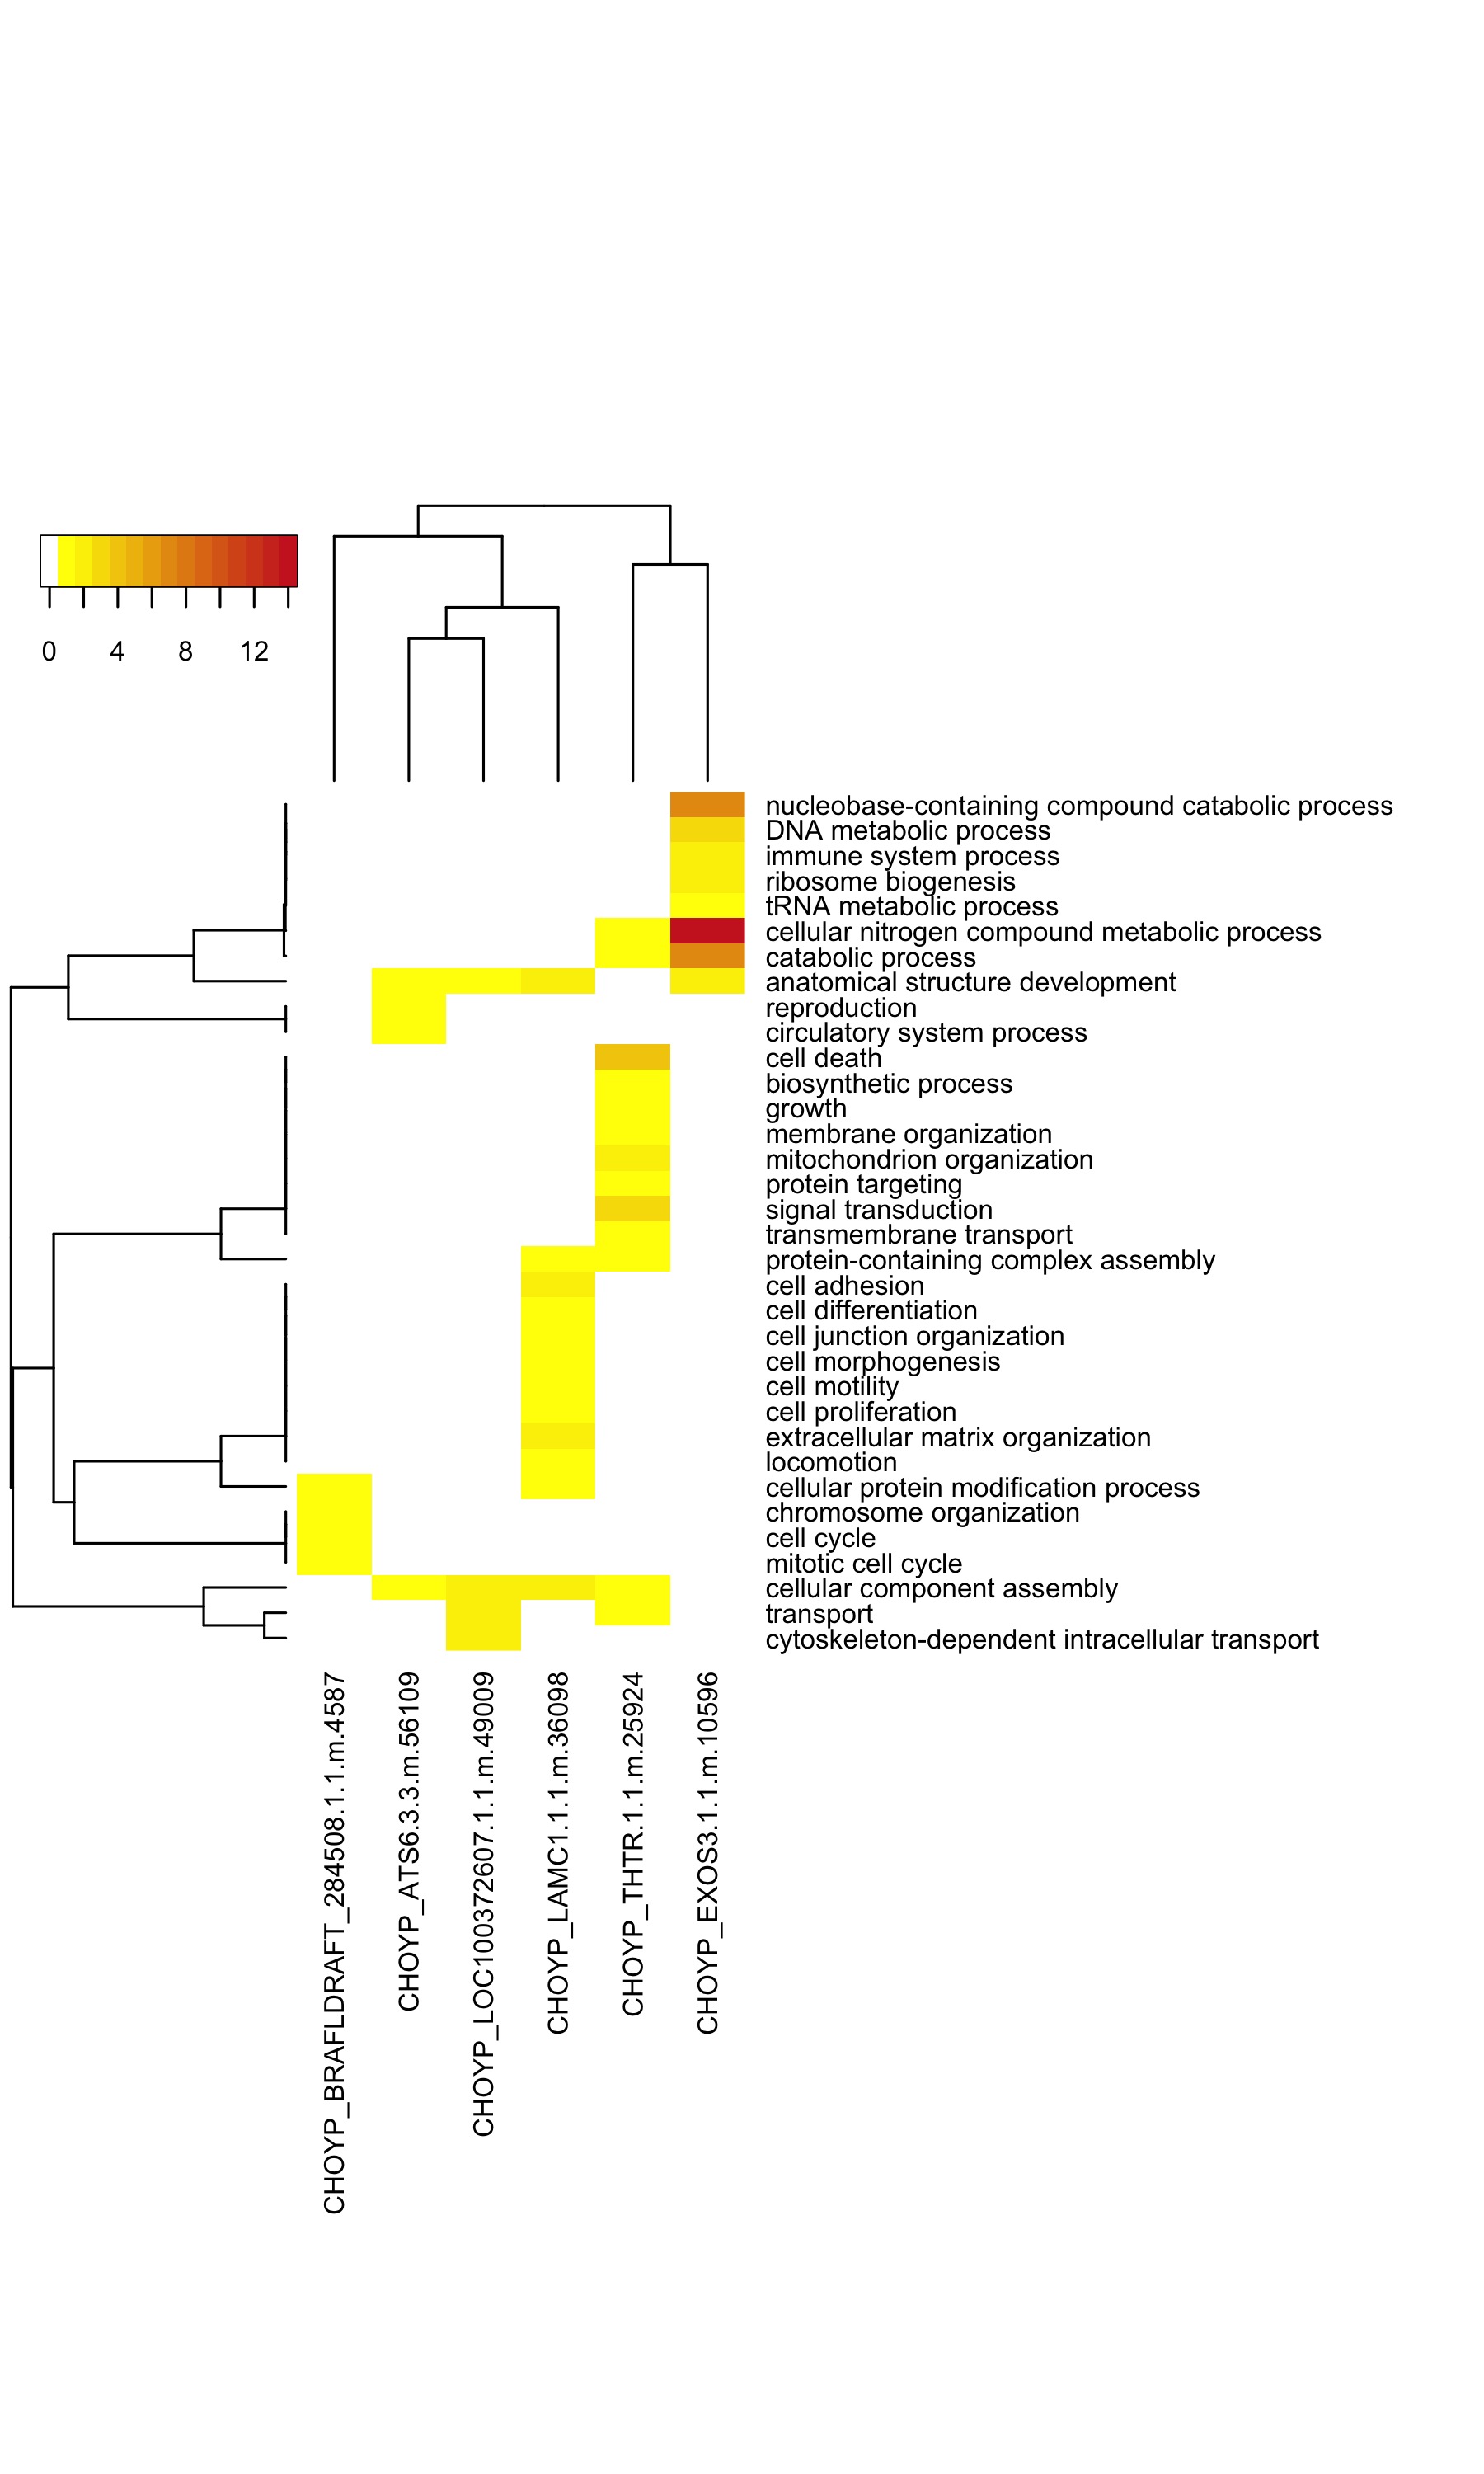 0 4 8 12
nucleobase-containing compound catabolic process
DNA metabolic process
immune system process
ribosome biogenesis
tRNA metabolic process
cellular nitrogen compound metabolic process
catabolic process
anatomical structure development
reproduction
circulatory system process
cell death
biosynthetic process
growth
membrane organization
mitochondrion organization
protein targeting
signal transduction
transmembrane transport
protein-containing complex assembly
cell adhesion
cell differentiation
cell junction organization
cell morphogenesis
cell motility
cell proliferation
extracellular matrix organization
locomotion
cellular protein modification process
chromosome organization
cell cycle
mitotic cell cycle
cellular component assembly
transport
cytoskeleton-dependent intracellular transport
CHOYP_BRAFLDRAFT_284508.1.1.m.4587
CHOYP_ATS6.3.3.m.56109
CHOYP_LOC100372607.1.1.m.49009
CHOYP_LAMC1.1.1.m.36098
CHOYP_THTR.1.1.m.25924
CHOYP_EXOS3.1.1.m.10596